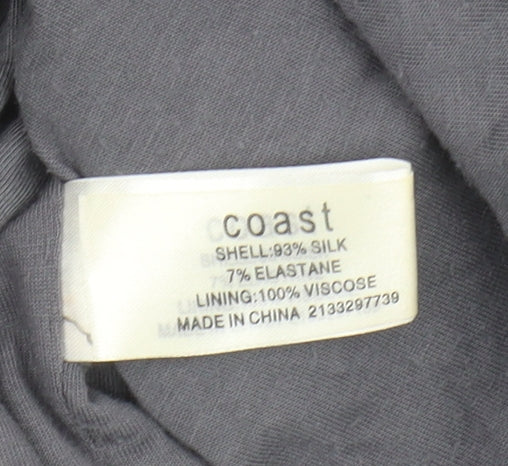 coast
SHELL:93% SILK
7% ELASTANE
LINING:100% VISCOSE
MADE IN CHINA 2133297739